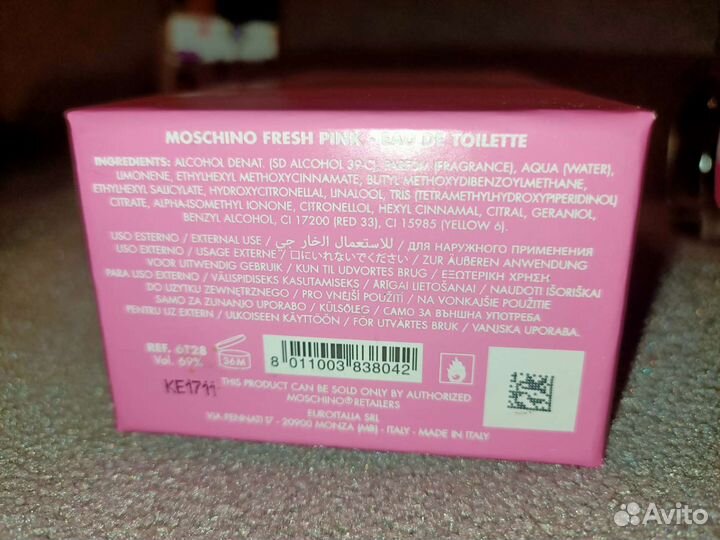 MOSCHINO FRESH PINK EAU DE TOILETTE
INGREDIENTS: ALCOHOL DENAT. (SD ALCOHOL 39-C), PARFUM (FRAGRANCE), AQUA (WATER),
LIMONENE, ETHYLHEXYL METHOXYCINNAMATE, BUTYL METHOXYDIBENZOYLMETHANE,
ETHYLHEXYL SALICYLATE, HYDROXYCITRONELLAL, LINALOOL, TRIS (TETRAMETHYLHYDROXYPIPERIDINOL)
CITRATE, ALPHA-ISOMETHYL IONONE, CITRONELLOL, HEXYL CINNAMAL, CITRAL, GERANIOL,
BENZYL ALCOHOL, CI 17200 (RED 33), CI 15985 (YELLOW 6).
USO ESTERNO / EXTERNAL USE / للاستعمال الخارجي / ДЛЯ НАРУЖНОГО ПРИМЕНЕНИЯ
USO EXTERNO / USAGE EXTERNE / 口にいれないでください / ZUR ÄUßEREN ANWENDUNG
VOOR UITWENDIG GEBRUIK / KUN TIL UDVORTES BRUG / ΕΞΩΤΕΡΙΚΗ ΧΡΗΣΗ
PARA USO EXTERNO / VÄLISPIDISEKS KASUTAMISEKS / ĀRĪGAI LIETOŠANAI / NAUDOTI IŠORIŠKAI
DO UŻYTKU ZEWNĘTRZNEGO / PRO VNĚJŠÍ POUŽITÍ / NA VONKAJŠIE POUŽITIE
SAMO ZA ZUNANJO UPORABO / KÜLSŐLEG / САМО ЗА ВЪНШНА УПОТРЕБА
PENTRU UZ EXTERN / ULKOISEEN KÄYTTÖÖN / FÖR UTVÄRTES BRUK / VANJSKA UPORABA.
REF. 6T28
Vol. 69%
36M
8 011003 838042
KE1711
THIS PRODUCT CAN BE SOLD ONLY BY AUTHORIZED
MOSCHINO® RETAILERS
EUROITALIA SRL
VIA PENNATI 17 - 20900 MONZA (MB) - ITALY - MADE IN ITALY
Avito